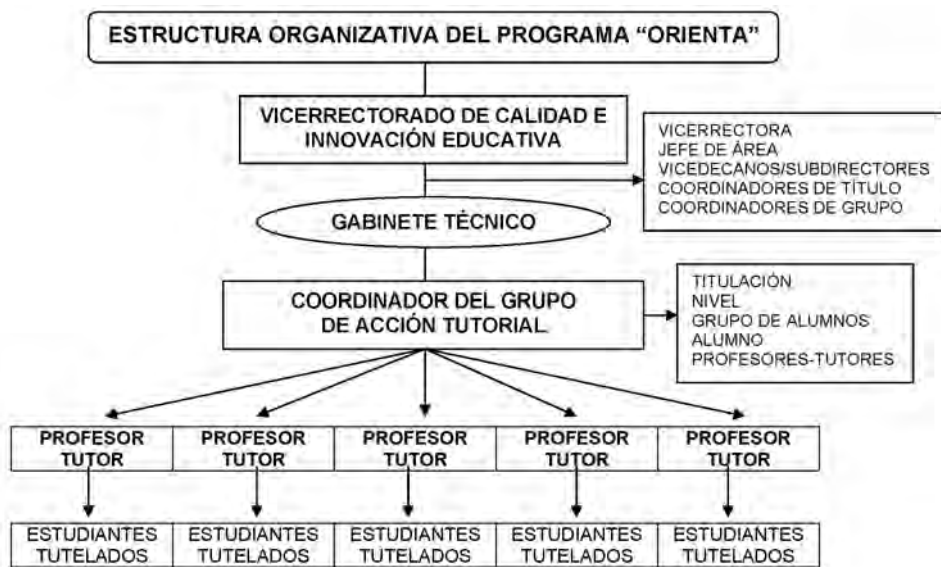 ESTRUCTURA ORGANIZATIVA DEL PROGRAMA “ORIENTA”
VICERRECTORADO DE CALIDAD E
INNOVACIÓN EDUCATIVA
VICERRECTORA
JEFE DE ÁREA
VICEDECANOS/SUBDIRECTORES
COORDINADORES DE TÍTULO
COORDINADORES DE GRUPO
GABINETE TÉCNICO
COORDINADOR DEL GRUPO
DE ACCIÓN TUTORIAL
TITULACIÓN
NIVEL
GRUPO DE ALUMNOS
ALUMNO
PROFESORES-TUTORES
PROFESOR
TUTOR
PROFESOR
TUTOR
PROFESOR
TUTOR
PROFESOR
TUTOR
PROFESOR
TUTOR
ESTUDIANTES
TUTELADOS
ESTUDIANTES
TUTELADOS
ESTUDIANTES
TUTELADOS
ESTUDIANTES
TUTELADOS
ESTUDIANTES
TUTELADOS